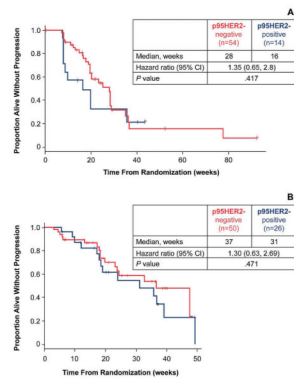 A
p95HER2-
negative
(n=54)
p95HER2-
positive
(n=14)
Median, weeks 28 16
Hazard ratio (95% CI) 1.35 (0.65, 2.8)
P value .417
Proportion Alive Without Progression
1.0
0.8
0.6
0.4
0.2
0.0
0 20 40 60 80
Time From Randomization (weeks)
B
p95HER2-
negative
(n=50)
p95HER2-
positive
(n=26)
Median, weeks 37 31
Hazard ratio (95% CI) 1.30 (0.63, 2.69)
P value .471
Proportion Alive Without Progression
1.0
0.8
0.6
0.4
0.2
0.0
0 10 20 30 40 50
Time From Randomization (weeks)